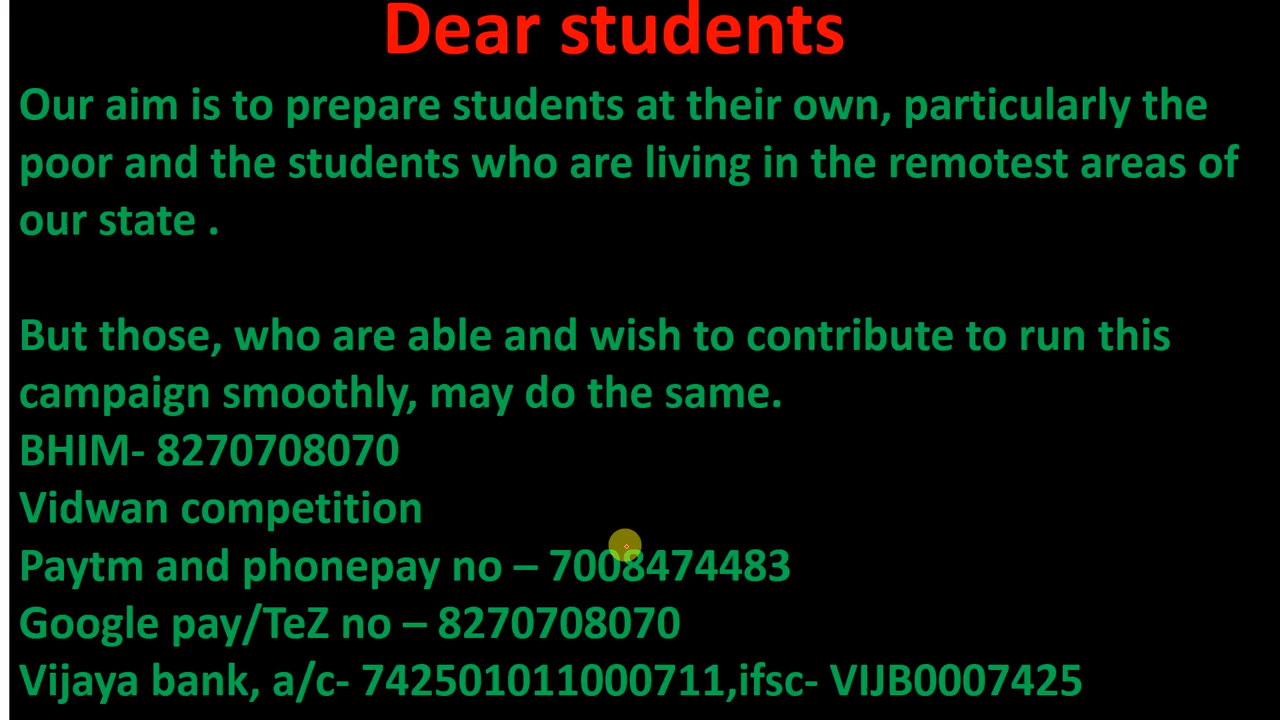 Dear students
Our aim is to prepare students at their own, particularly the
poor and the students who are living in the remotest areas of
our state .
But those, who are able and wish to contribute to run this
campaign smoothly, may do the same.
BHIM- 8270708070
Vidwan competition
Paytm and phonepay no – 7008474483
Google pay/TeZ no – 8270708070
Vijaya bank, a/c- 742501011000711,ifsc- VIJB0007425